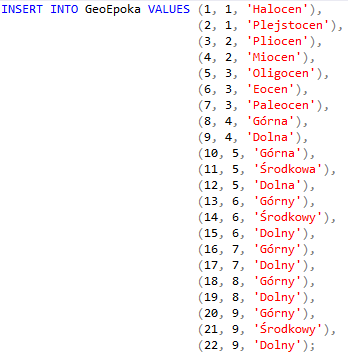 INSERT INTO GeoEpoka VALUES (1, 1, 'Halocen'),
(2, 1, 'Plejstocen'),
(3, 2, 'Pliocen'),
(4, 2, 'Miocen'),
(5, 3, 'Oligocen'),
(6, 3, 'Eocen'),
(7, 3, 'Paleocen'),
(8, 4, 'Górna'),
(9, 4, 'Dolna'),
(10, 5, 'Górna'),
(11, 5, 'Środkowa'),
(12, 5, 'Dolna'),
(13, 6, 'Górny'),
(14, 6, 'Środkowy'),
(15, 6, 'Dolny'),
(16, 7, 'Górny'),
(17, 7, 'Dolny'),
(18, 8, 'Górny'),
(19, 8, 'Dolny'),
(20, 9, 'Górny'),
(21, 9, 'Środkowy'),
(22, 9, 'Dolny');